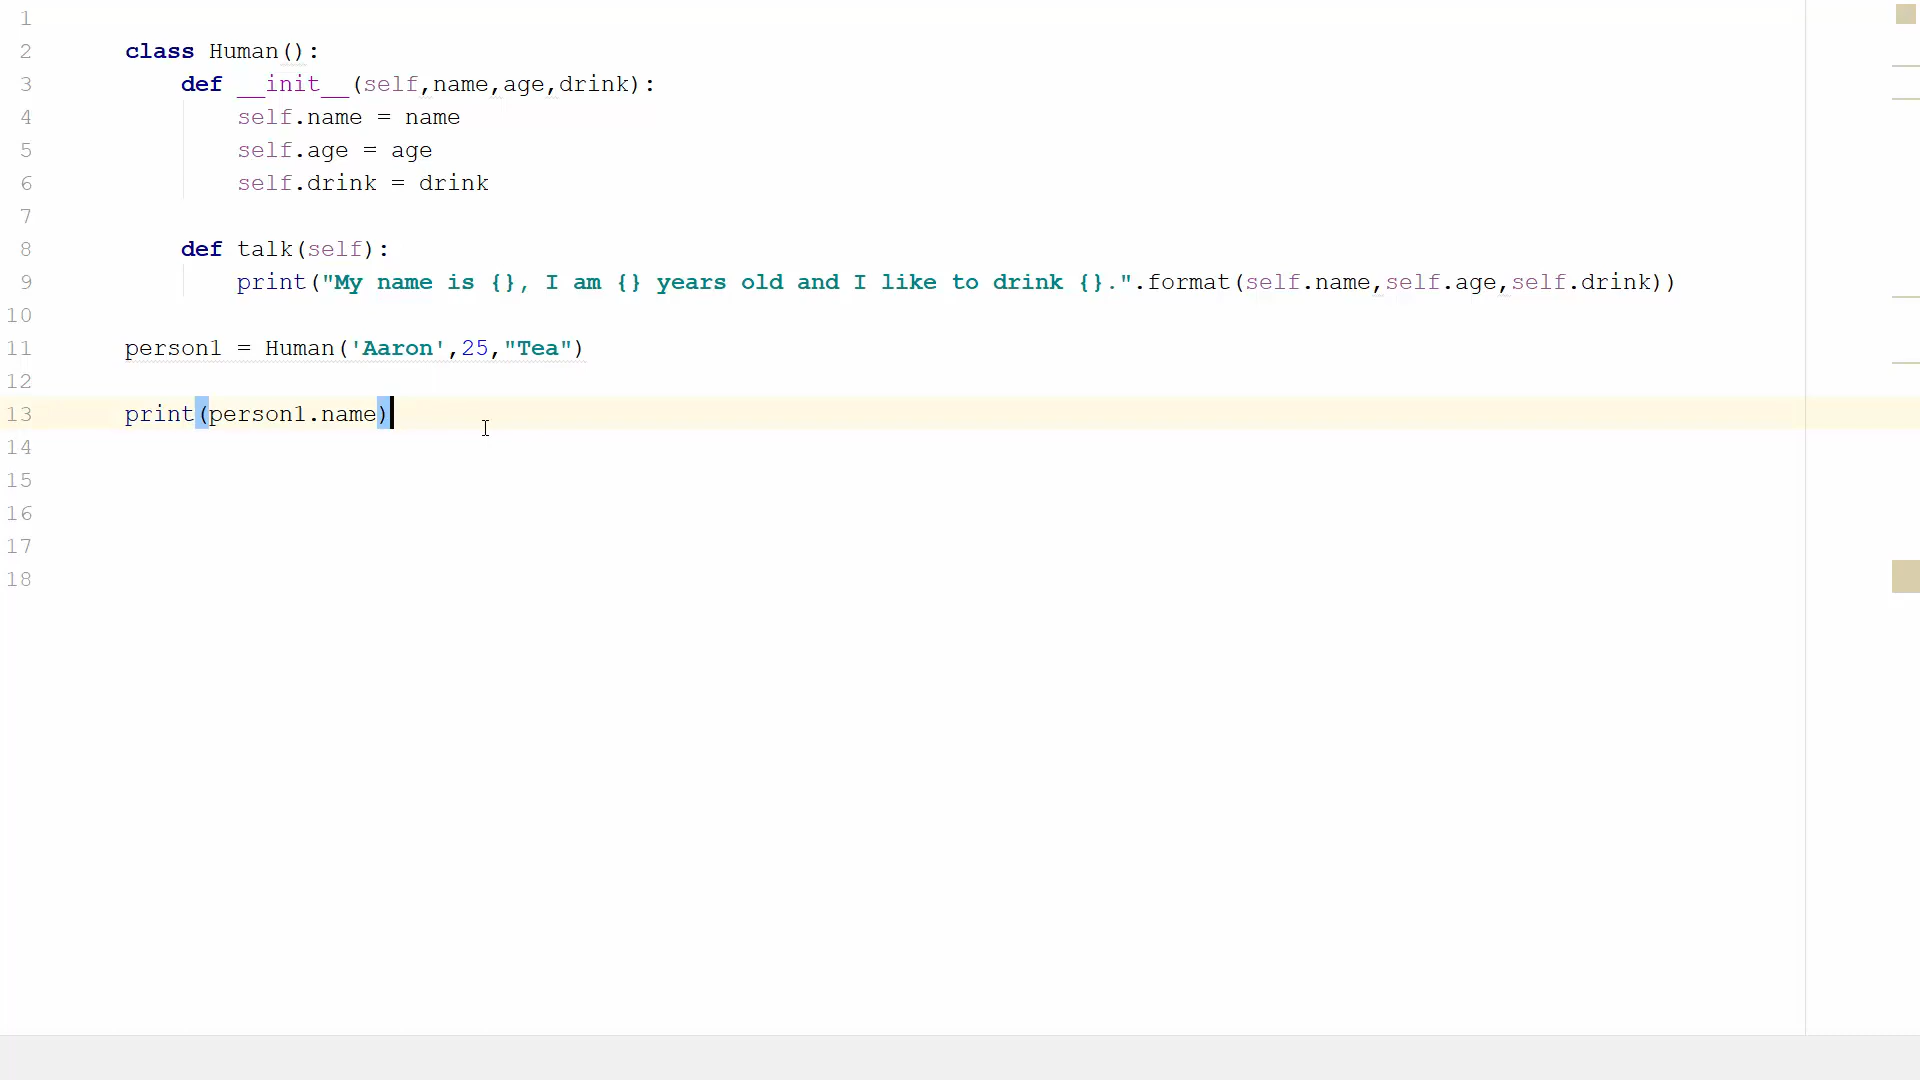 1
2 class Human():
3     def __init__(self,name,age,drink):
4         self.name = name
5         self.age = age
6         self.drink = drink
7
8     def talk(self):
9         print("My name is {}, I am {} years old and I like to drink {}.".format(self.name,self.age,self.drink))
10
11 person1 = Human('Aaron',25,"Tea")
12
13 print(person1.name)
14
15
16
17
18